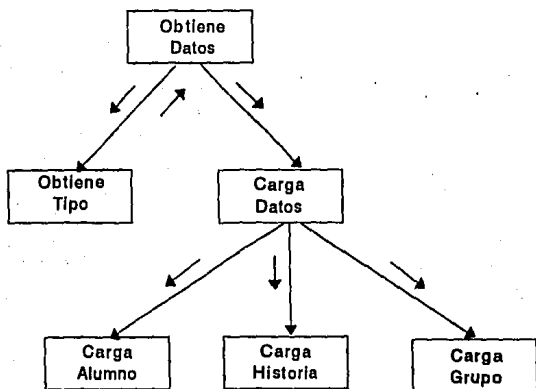 Obtiene
Datos
Obtiene
Tipo
Carga
Datos
Carga
Alumno
Carga
Historia
Carga
Grupo